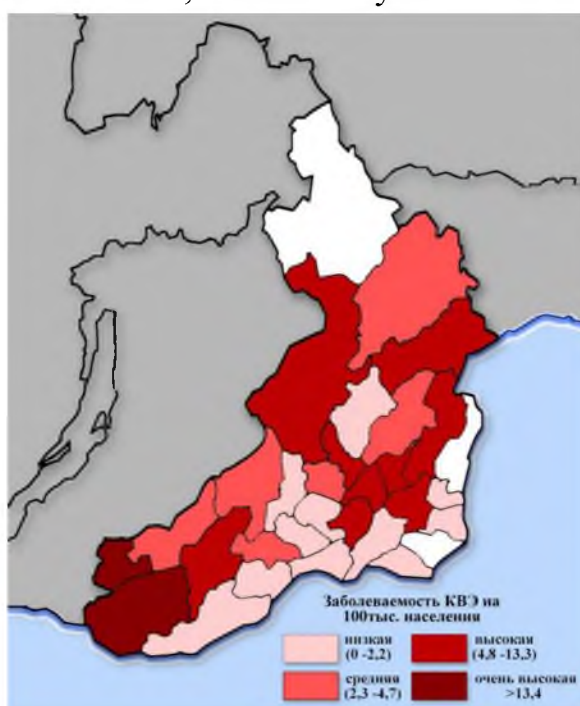 Заболеваемость КВЭ на
100тыс. населения
низкая
(0 -2,2)
высокая
(4,8 -13,3)
средняя
(2,3 -4,7)
очень высокая
>13,4